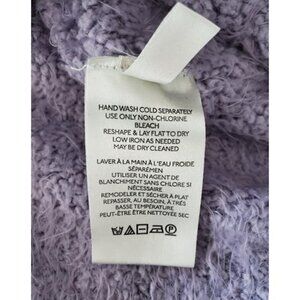 HAND WASH COLD SEPARATELY
USE ONLY NON-CHLORINE
BLEACH
RESHAPE & LAY FLAT TO DRY
LOW IRON AS NEEDED
MAY BE DRY CLEANED
LAVER À LA MAIN À L'EAU FROIDE
SÉPARÉMEN
UTILISER UN AGENT DE
BLANCHIMENT SANS CHLORE SI
NÉCESSAIRE
REMODELER ET SÉCHER À PLAT
REPASSER, AU BESOIN, À TRÈS
BASSE TEMPÉRATURE
PEUT-ÊTRE ÊTRE NETTOYÉE SEC